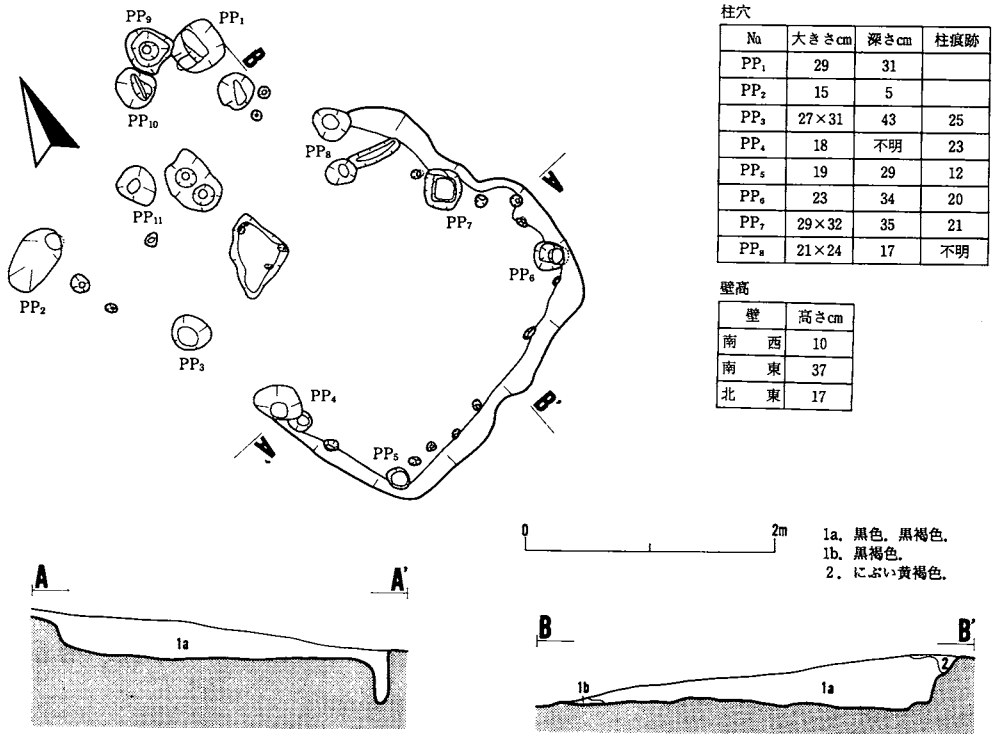 PP₉
PP₁
B
PP₁₀
PP₈
A
PP₁₁
PP₇
PP₆
PP₂
PP₃
PP₄
B'
A'
PP₅
柱穴
№ 大きさcm 深さcm 柱痕跡
PP₁ 29 31
PP₂ 15 5
PP₃ 27×31 43 25
PP₄ 18 不明 23
PP₅ 19 29 12
PP₆ 23 34 20
PP₇ 29×32 35 21
PP₈ 21×24 17 不明
壁高
壁 高さcm
南西 10
南東 37
北東 17
0 2m
1a. 黒色. 黒褐色.
1b. 黒褐色.
2. にぶい黄褐色.
A A'
1a
B B'
1b 1a 2